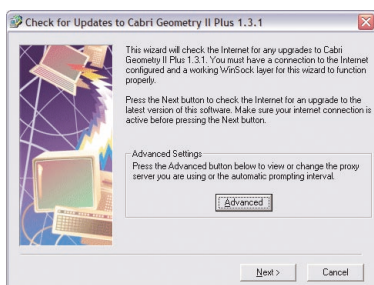 Check for Updates to Cabri Geometry II Plus 1.3.1
This wizard will check the Internet for any upgrades to Cabri
Geometry II Plus 1.3.1. You must have a connection to the Internet
configured and a working WinSock layer for this wizard to function
properly.
Press the Next button to check the Internet for an upgrade to the
latest version of this software. Make sure your internet connection is
active before pressing the Next button.
Advanced Settings
Press the Advanced button below to view or change the proxy
server you are using or the automatic prompting interval.
Advanced
Next >
Cancel